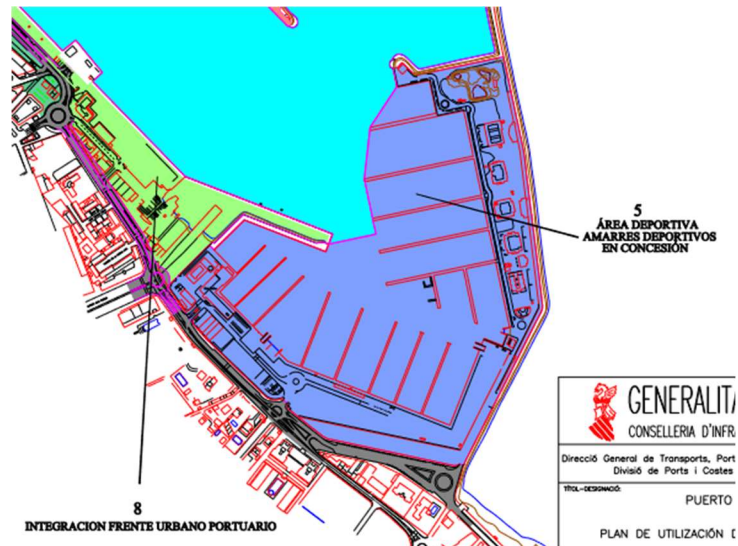 5
ÁREA DEPORTIVA
AMARRES DEPORTIVOS
EN CONCESIÓN
8
INTEGRACION FRENTE URBANO PORTUARIO
GENERALITA
CONSELLERIA D'INFRA
Direcció General de Transports, Port
Divisió de Ports i Costes
TÍTOL-DESIGNACIÓ:
PUERTO
PLAN DE UTILIZACIÓN D